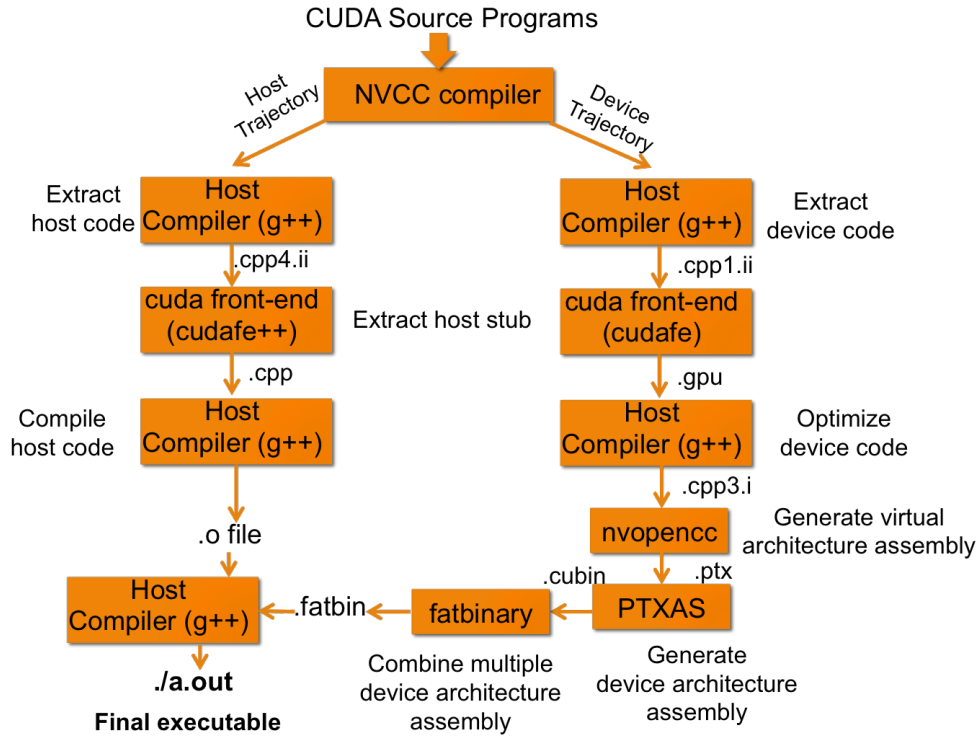 CUDA Source Programs
NVCC compiler
Host
Trajectory
Device
Trajectory
Extract
host code
Host
Compiler (g++)
.cpp4.ii
cuda front-end
(cudafe++)
Extract host stub
.cpp
Compile
host code
Host
Compiler (g++)
.o file
Host
Compiler (g++)
./a.out
Final executable
Host
Compiler (g++)
Extract
device code
.cpp1.ii
cuda front-end
(cudafe)
.gpu
Host
Compiler (g++)
Optimize
device code
.cpp3.i
nvopencc
Generate virtual
architecture assembly
.ptx
PTXAS
Generate
device architecture
assembly
.cubin
fatbinary
Combine multiple
device architecture
assembly
.fatbin